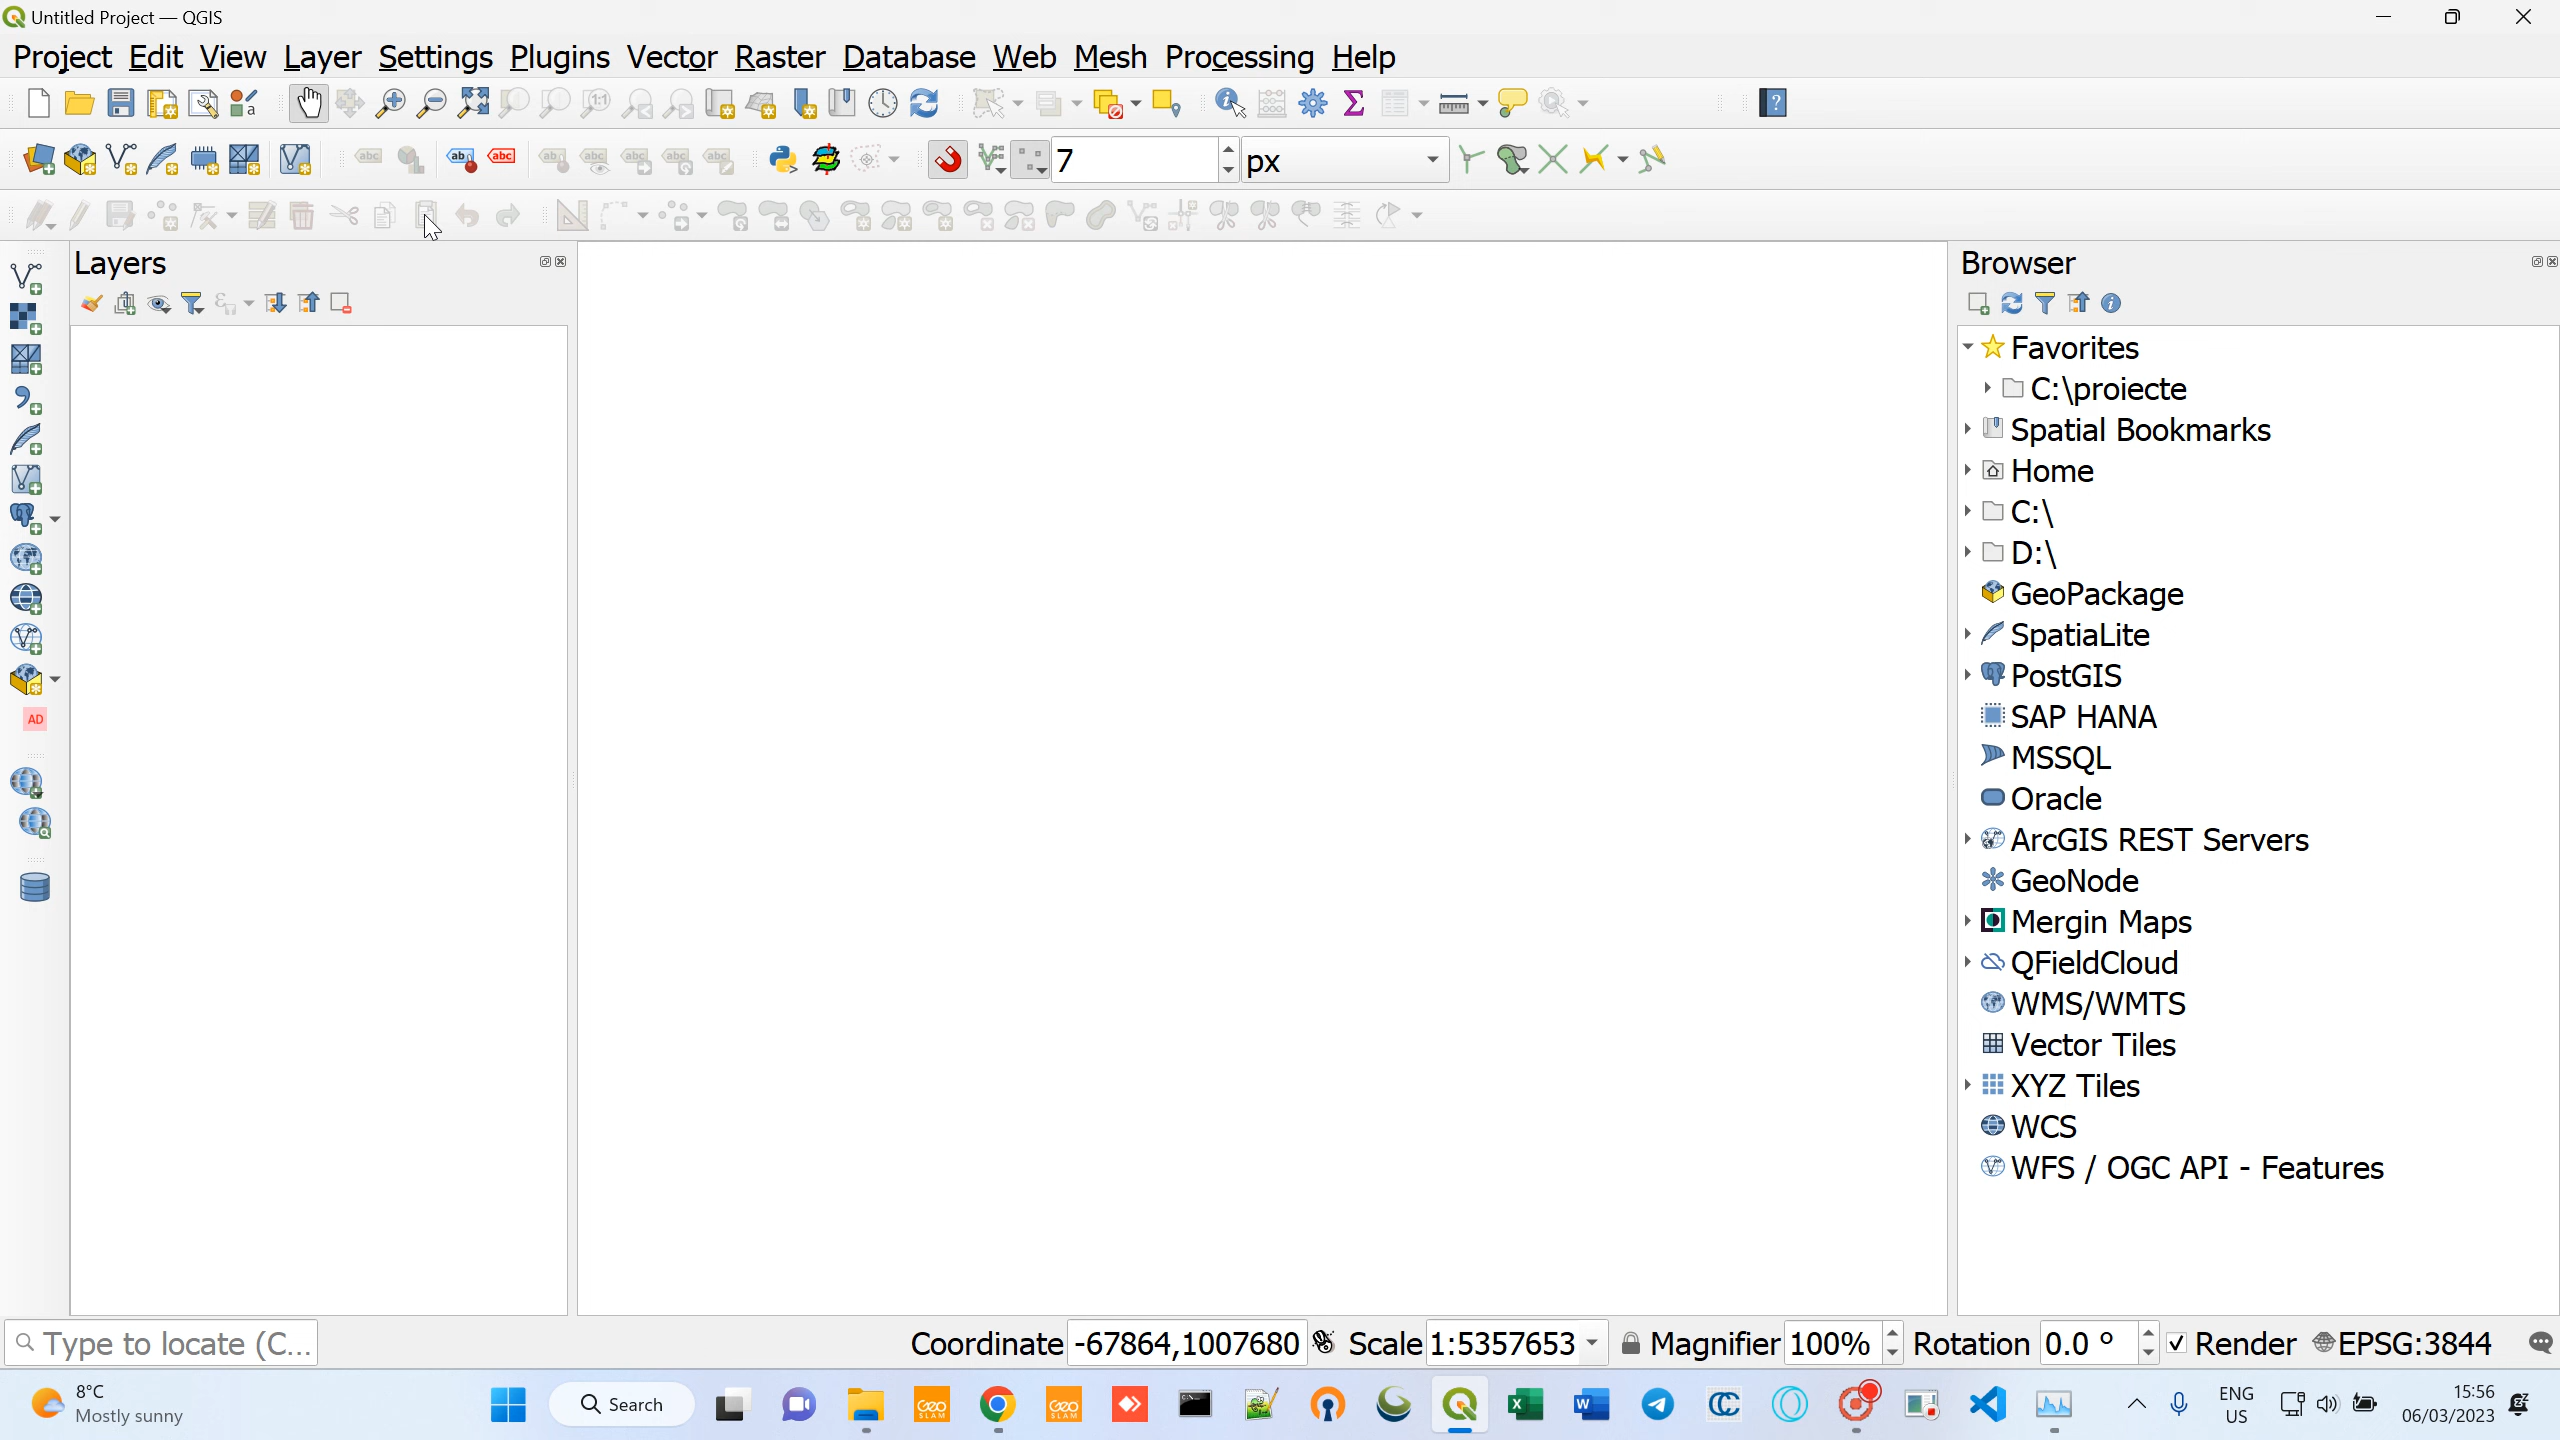 Untitled Project — QGIS
Project Edit View Layer Settings Plugins Vector Raster Database Web Mesh Processing Help
7 px
Layers
Browser
Favorites
C:\proiecte
Spatial Bookmarks
Home
C:\
D:\
GeoPackage
SpatiaLite
PostGIS
SAP HANA
MSSQL
Oracle
ArcGIS REST Servers
GeoNode
Mergin Maps
QFieldCloud
WMS/WMTS
Vector Tiles
XYZ Tiles
WCS
WFS / OGC API - Features
AD
Type to locate (C... Coordinate -67864,1007680 Scale 1:5357653 Magnifier 100% Rotation 0.0 ° Render EPSG:3844
8°C
Mostly sunny
Search
ENG
US
15:56
06/03/2023